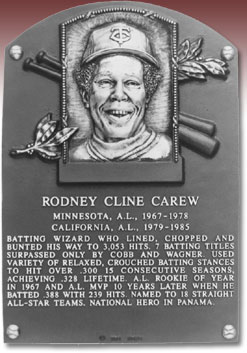 RODNEY CLINE CAREW
MINNESOTA, A.L., 1967-1978
CALIFORNIA, A.L., 1979-1985
BATTING WIZARD WHO LINED, CHOPPED AND
BUNTED HIS WAY TO 3,053 HITS. 7 BATTING TITLES
SURPASSED ONLY BY COBB AND WAGNER. USED
VARIETY OF RELAXED, CROUCHED BATTING STANCES
TO HIT OVER .300 15 CONSECUTIVE SEASONS,
ACHIEVING .328 LIFETIME. A.L. ROOKIE OF YEAR
IN 1967 AND A.L. MVP 10 YEARS LATER WHEN HE
BATTED .388 WITH 239 HITS. NAMED TO 18 STRAIGHT
ALL-STAR TEAMS. NATIONAL HERO IN PANAMA.